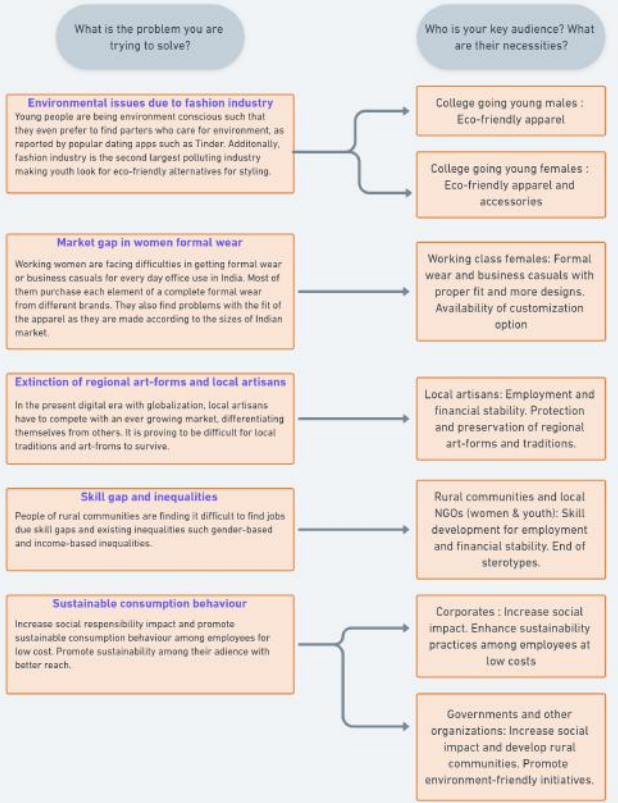 What is the problem you are
trying to solve?
Who is your key audience? What
are their necessities?
Environmental issues due to fashion industry
Young people are being environment conscious such that
they even prefer to find parters who care for environment, as
reported by popular dating apps such as Tinder. Additonally,
fashion industry is the second largest polluting industry
making youth look for eco-friendly alternatives for styling.
College going young males :
Eco-friendly apparel
College going young females :
Eco-friendly apparel and
accessories
Market gap in women formal wear
Working women are facing difficulties in getting formal wear
or business casuals for every day office use in India. Most of
them purchase each element of a complete formal wear
from different brands. They also find problems with the fit of
the apparel as they are made according to the sizes of Indian
market.
Working class females: Formal
wear and business casuals with
proper fit and more designs.
Availability of customization
option
Extinction of regional art-forms and local artisans
In the present digital era with globalization, local artisans
have to compete with an ever growing market, differentiating
themselves from others. It is proving to be difficult for local
traditions and art-froms to survive.
Local artisans: Employment and
financial stability. Protection
and preservation of regional
art-forms and traditions.
Skill gap and inequalities
People of rural communities are finding it difficult to find jobs
due skill gaps and existing inequalities such gender-based
and income-based inequalities.
Rural communities and local
NGOs (women & youth): Skill
development for employment
and financial stability. End of
sterotypes.
Sustainable consumption behaviour
Increase social responsibility impact and promote
sustainable consumption behaviour among employees for
low cost. Promote sustainability among their adience with
better reach.
Corporates : Increase social
impact. Enhance sustainability
practices among employees at
low costs
Governments and other
organizations: Increase social
impact and develop rural
communities. Promote
environment-friendly initiatives.